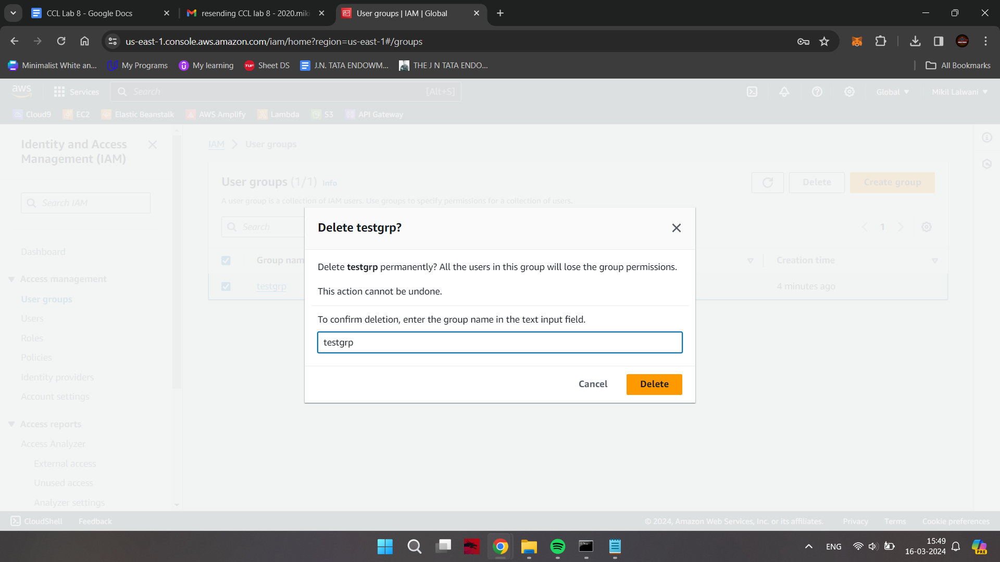 CCL Lab 8 - Google Docs
resending CCL lab 8 - 2020.miki
User groups | IAM | Global
us-east-1.console.aws.amazon.com/iam/home?region=us-east-1#/groups
Minimalist White an...
My Programs
My learning
Sheet DS
J.N. TATA ENDOWM...
THE J N TATA ENDO...
All Bookmarks
aws
Services
Search
[Alt+S]
Global
Mikil Lalwani
Cloud9
EC2
Elastic Beanstalk
AWS Amplify
Lambda
S3
API Gateway
Identity and Access
Management (IAM)
Search IAM
Dashboard
Access management
User groups
Users
Roles
Policies
Identity providers
Account settings
Access reports
Access Analyzer
External access
Unused access
Analyzer settings
IAM > User groups
User groups (1/1) Info
Delete
Create group
A user group is a collection of IAM users. Use groups to specify permissions for a collection of users.
Search
1
Group nam
Creation time
testgrp
4 minutes ago
Delete testgrp?
Delete testgrp permanently? All the users in this group will lose the group permissions.
This action cannot be undone.
To confirm deletion, enter the group name in the text input field.
testgrp
Cancel
Delete
CloudShell
Feedback
© 2024, Amazon Web Services, Inc. or its affiliates.
Privacy
Terms
Cookie preferences
ENG
15:49
16-03-2024
PRE